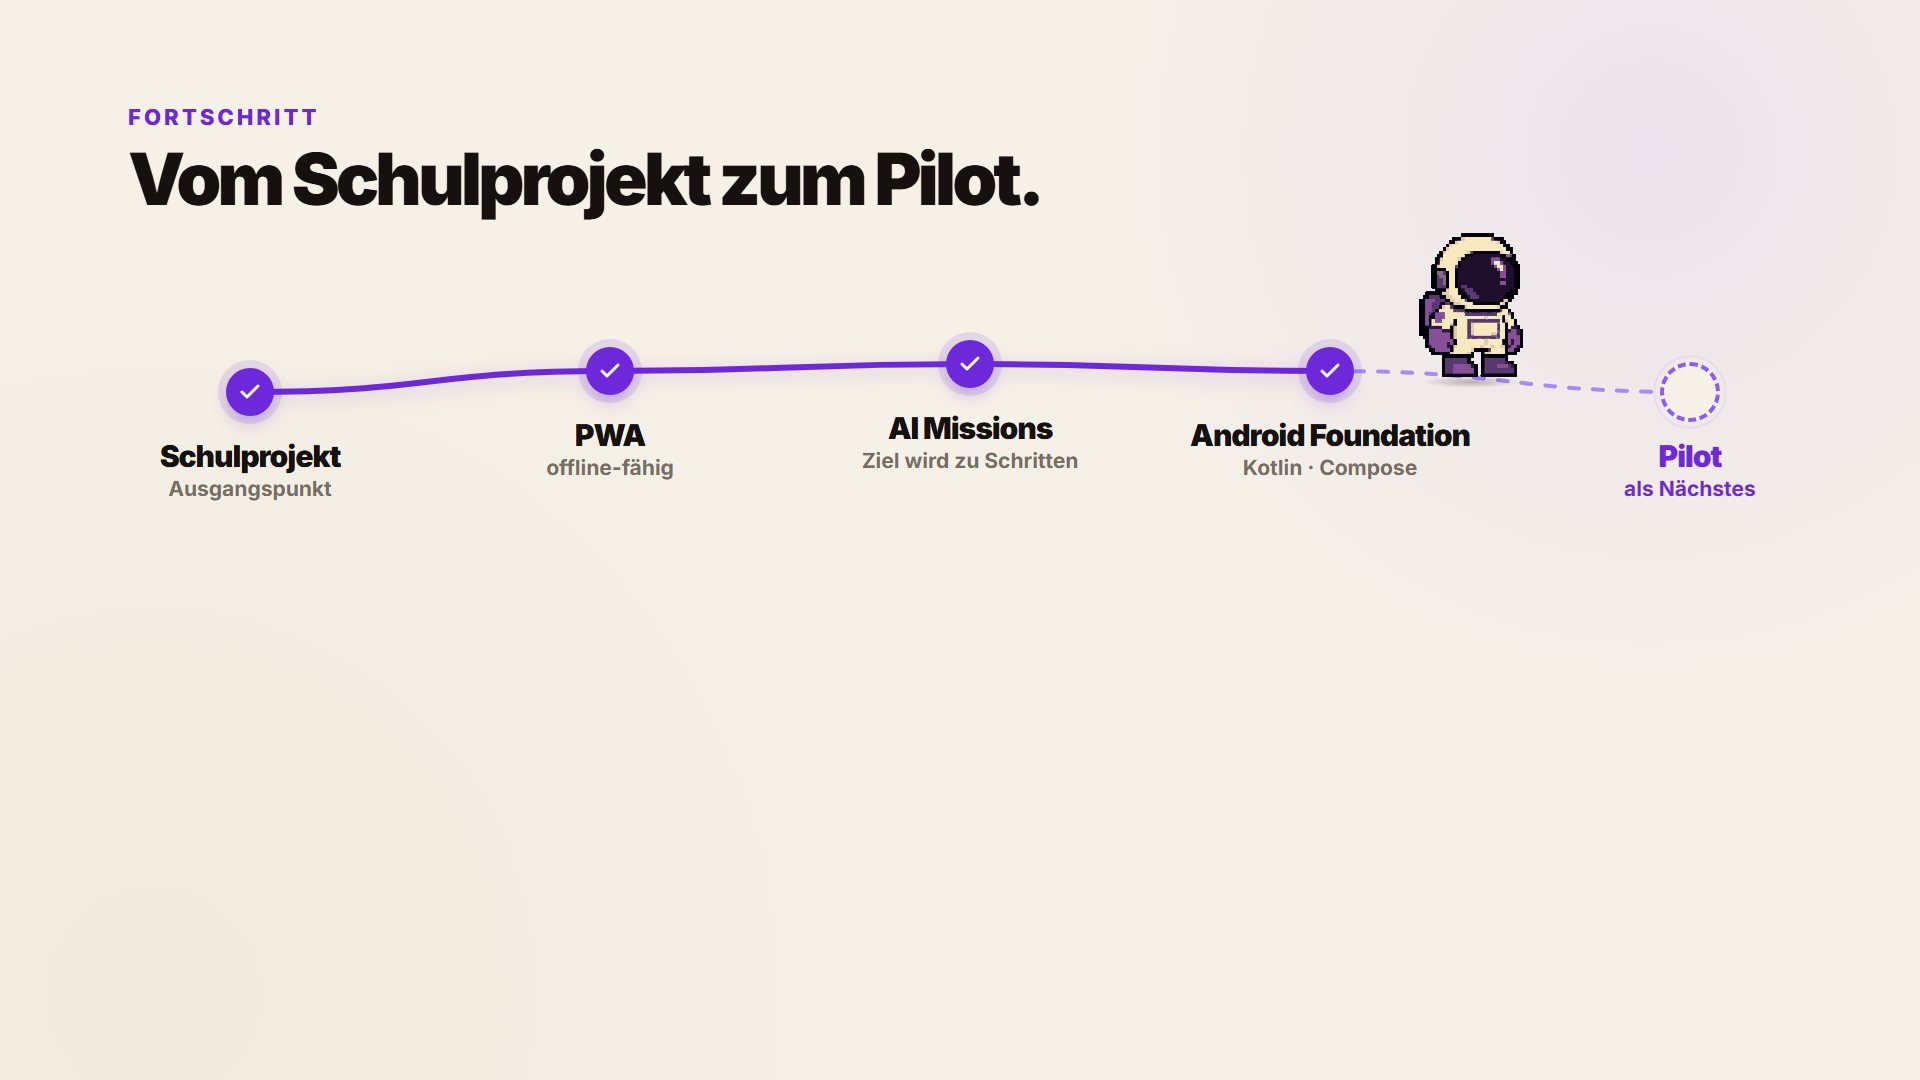 FORTSCHRITT
Vom Schulprojekt zum Pilot.
Schulprojekt
Ausgangspunkt
PWA
offline-fähig
AI Missions
Ziel wird zu Schritten
Android Foundation
Kotlin · Compose
Pilot
als Nächstes